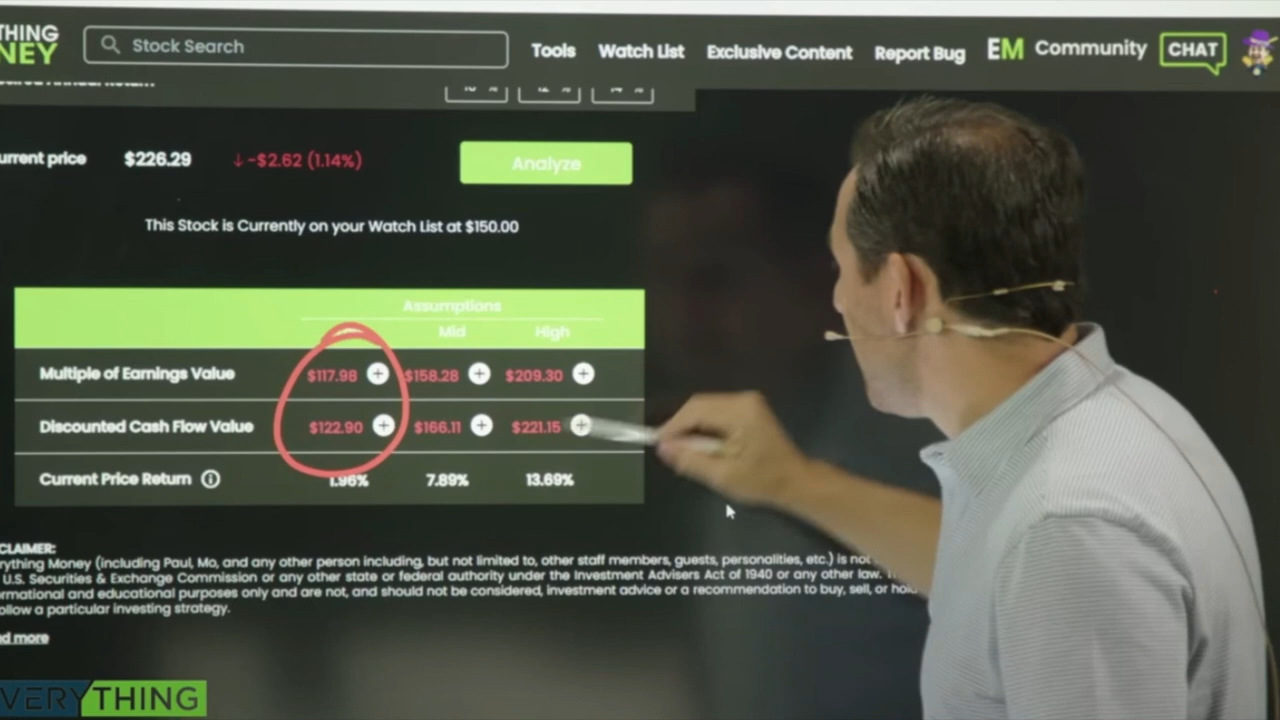 THING
NEY
Stock Search
Tools Watch List Exclusive Content Report Bug EM Community CHAT
urrent price $226.29 ↓-$2.62 (1.14%) Analyze
This Stock is Currently on your Watch List at $150.00
Assumptions
Mid High
Multiple of Earnings Value $117.98 + $158.28 + $209.30 +
Discounted Cash Flow Value $122.90 + $166.11 + $221.15 +
Current Price Return 1.96% 7.89% 13.69%
CLAIMER:
rything Money (including Paul, Mo, and any other person including, but not limited to, other staff members, guests, personalities, etc.) is not
U.S. Securities & Exchange Commission or any other state or federal authority under the Investment Advisers Act of 1940 or any other law.
rmational and educational purposes only and are not, and should not be considered, investment advice or a recommendation to buy, sell, or hold
ollow a particular investing strategy.
ad more
VERYTHING